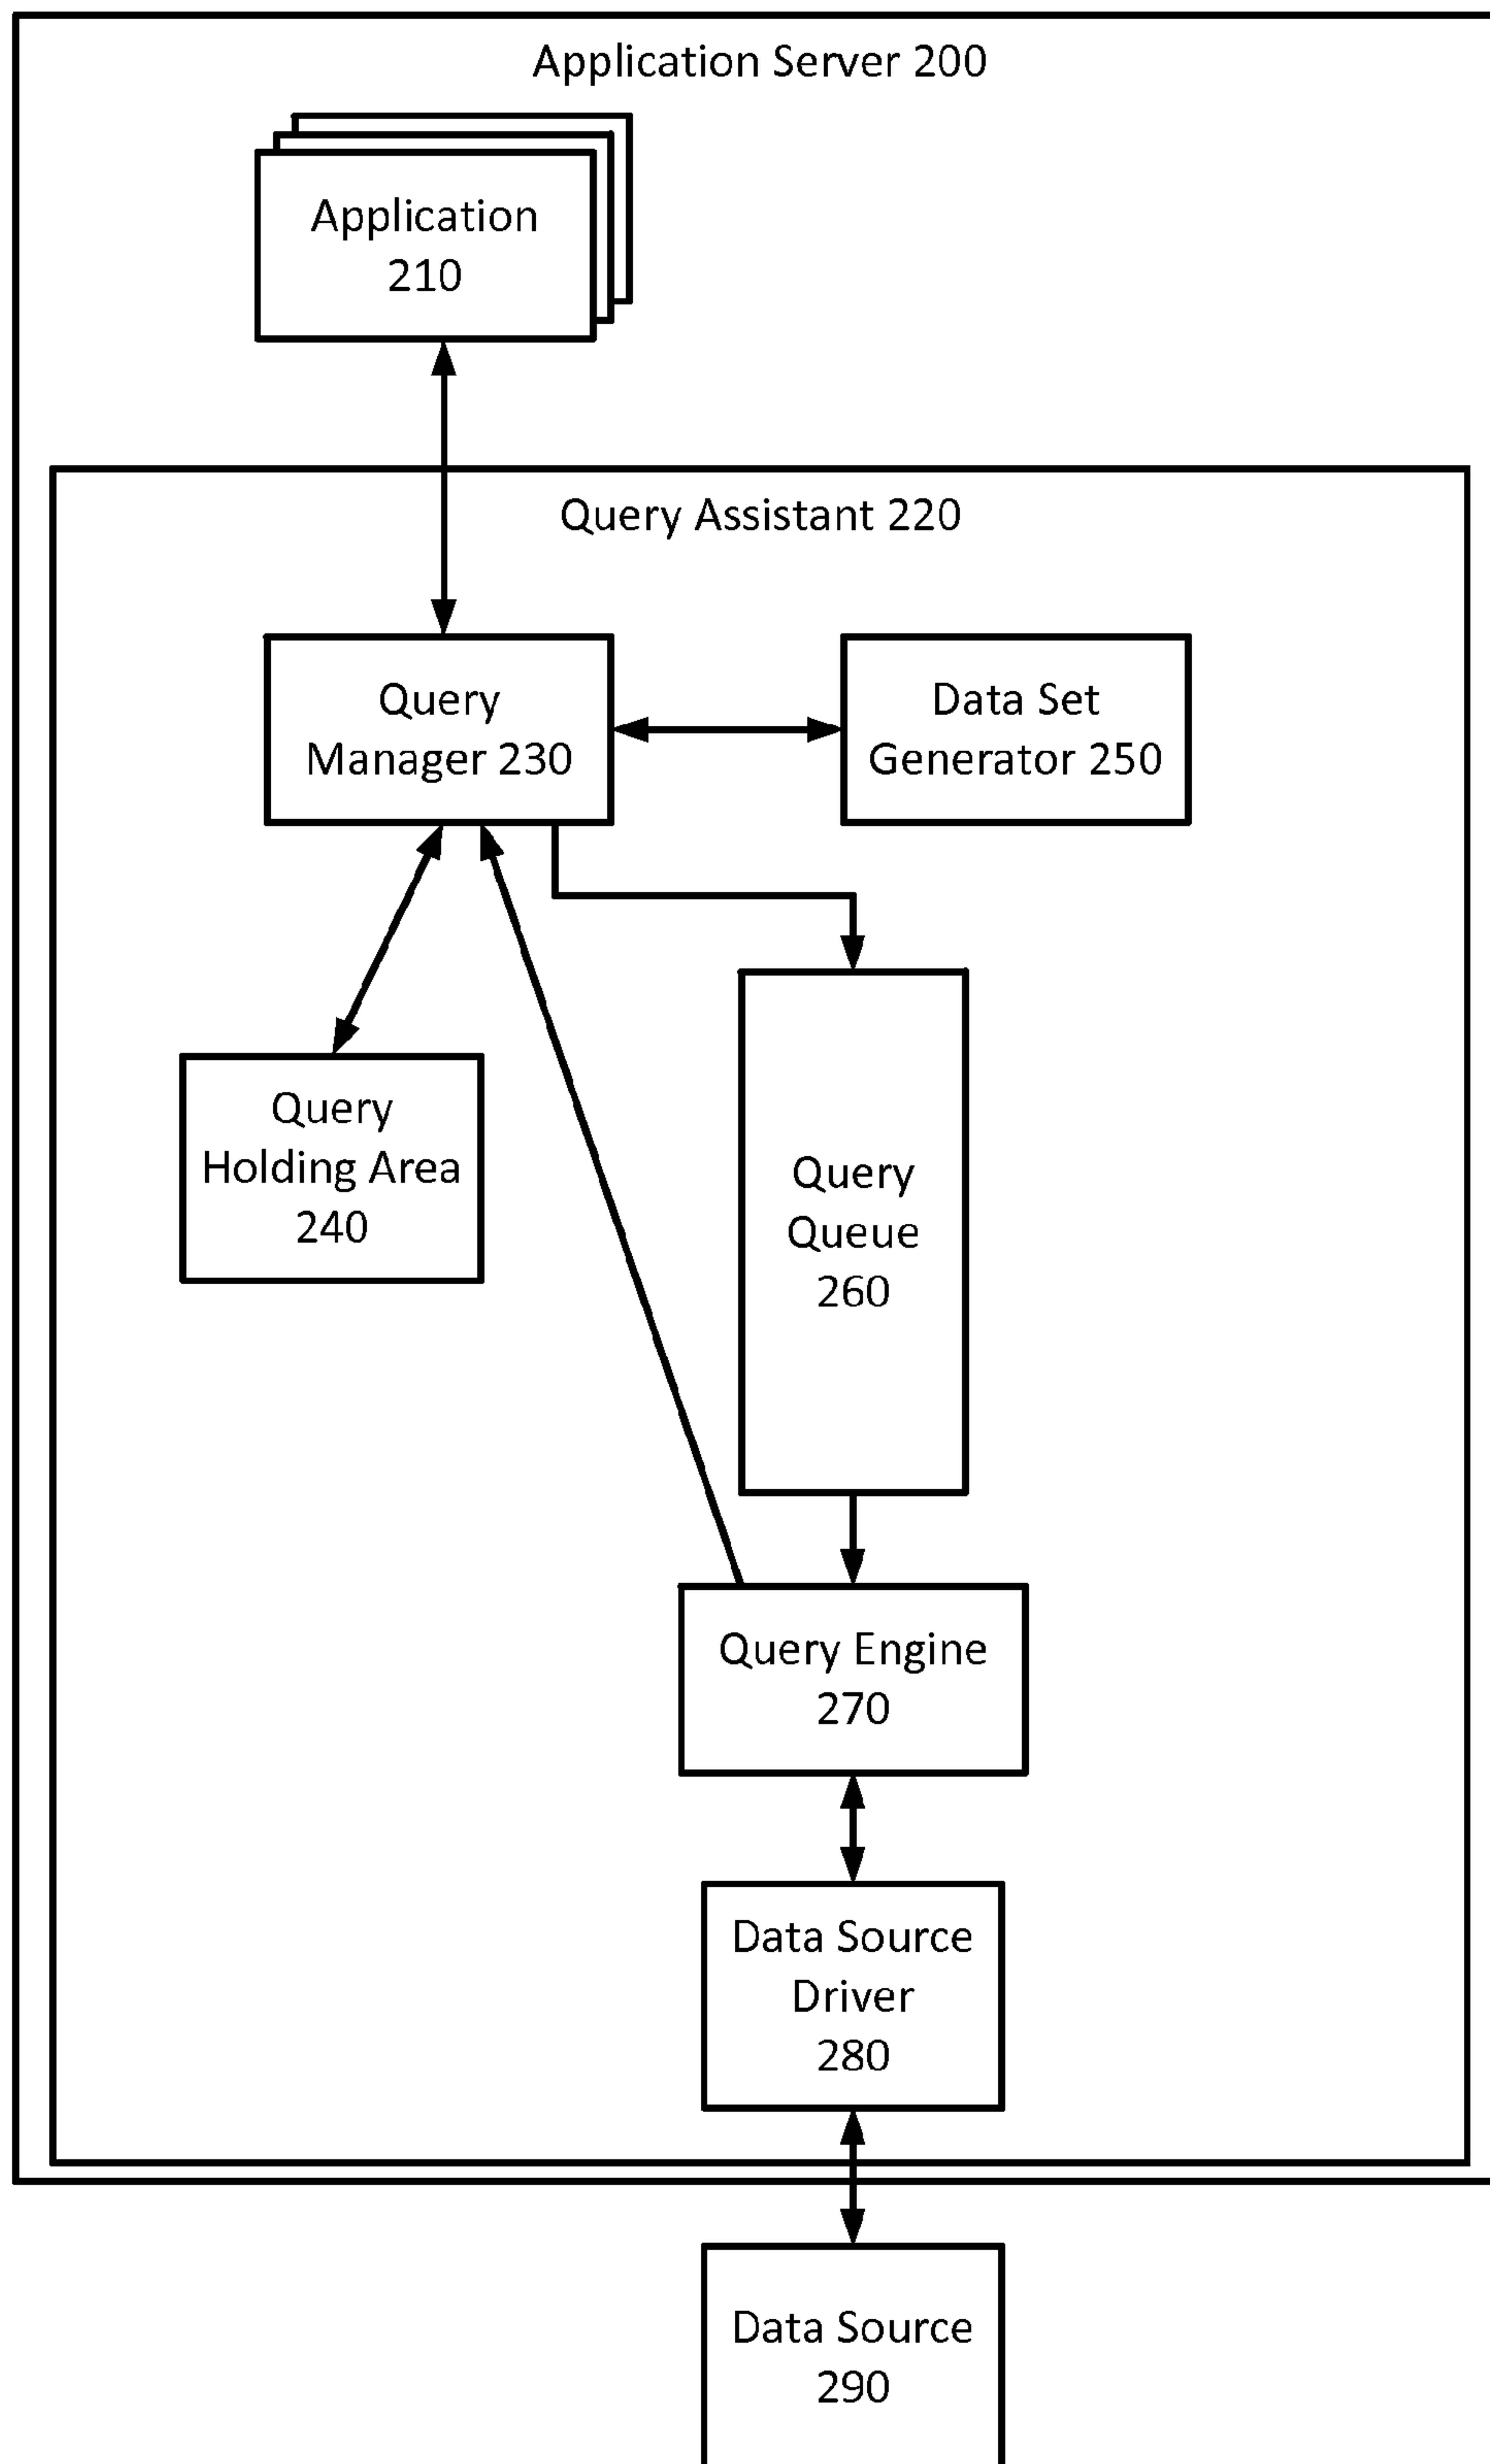 Application Server 200
Application
210
Query Assistant 220
Query
Manager 230
Data Set
Generator 250
Query
Holding Area
240
Query
Queue
260
Query Engine
270
Data Source
Driver
280
Data Source
290